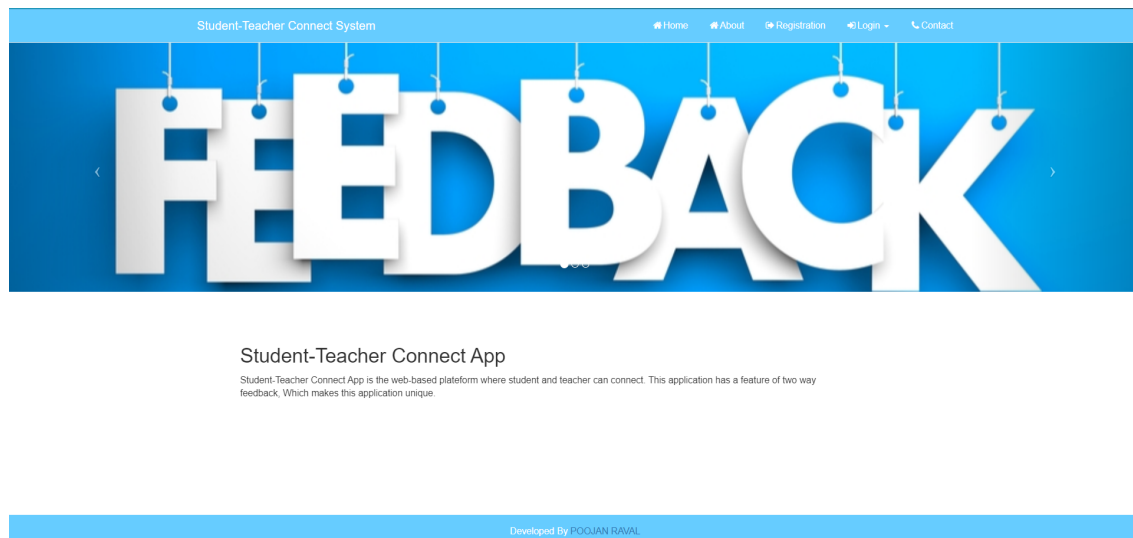 Student-Teacher Connect System
Home About Registration Login Contact
FEEDBACK
Student-Teacher Connect App
Student-Teacher Connect App is the web-based plateform where student and teacher can connect. This application has a feature of two way
feedback, Which makes this application unique.
Developed By POOJAN RAVAL